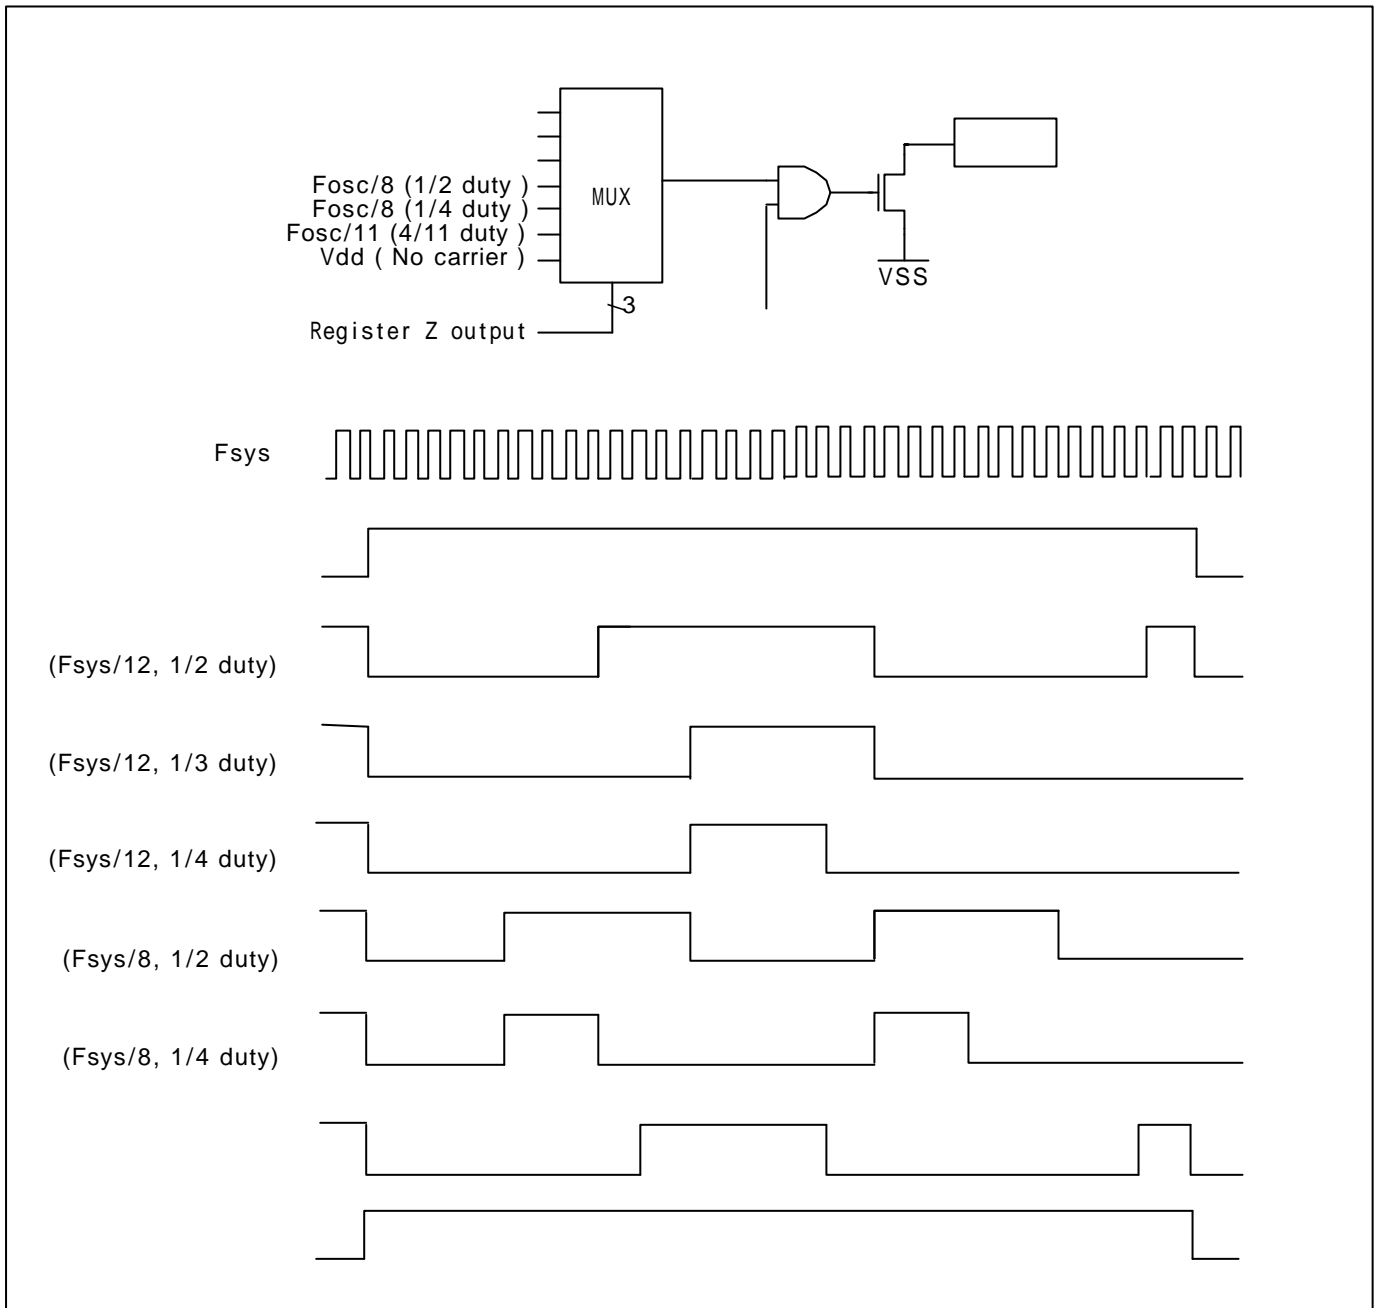 Fosc/8 (1/2 duty )
Fosc/8 (1/4 duty )
Fosc/11 (4/11 duty )
Vdd ( No carrier )
MUX
VSS
3
Register Z output
Fsys
(Fsys/12, 1/2 duty)
(Fsys/12, 1/3 duty)
(Fsys/12, 1/4 duty)
(Fsys/8, 1/2 duty)
(Fsys/8, 1/4 duty)